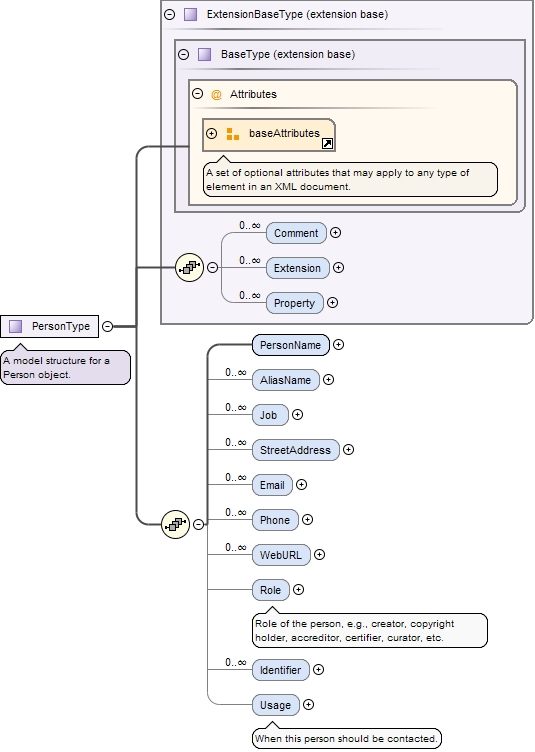 ExtensionBaseType (extension base)
BaseType (extension base)
@ Attributes
baseAttributes
A set of optional attributes that may apply to any type of
element in an XML document.
0..∞
Comment
0..∞
Extension
0..∞
Property
PersonType
A model structure for a
Person object.
PersonName
0..∞
AliasName
0..∞
Job
0..∞
StreetAddress
0..∞
Email
0..∞
Phone
0..∞
WebURL
Role
Role of the person, e.g., creator, copyright
holder, accreditor, certifier, curator, etc.
0..∞
Identifier
Usage
When this person should be contacted.